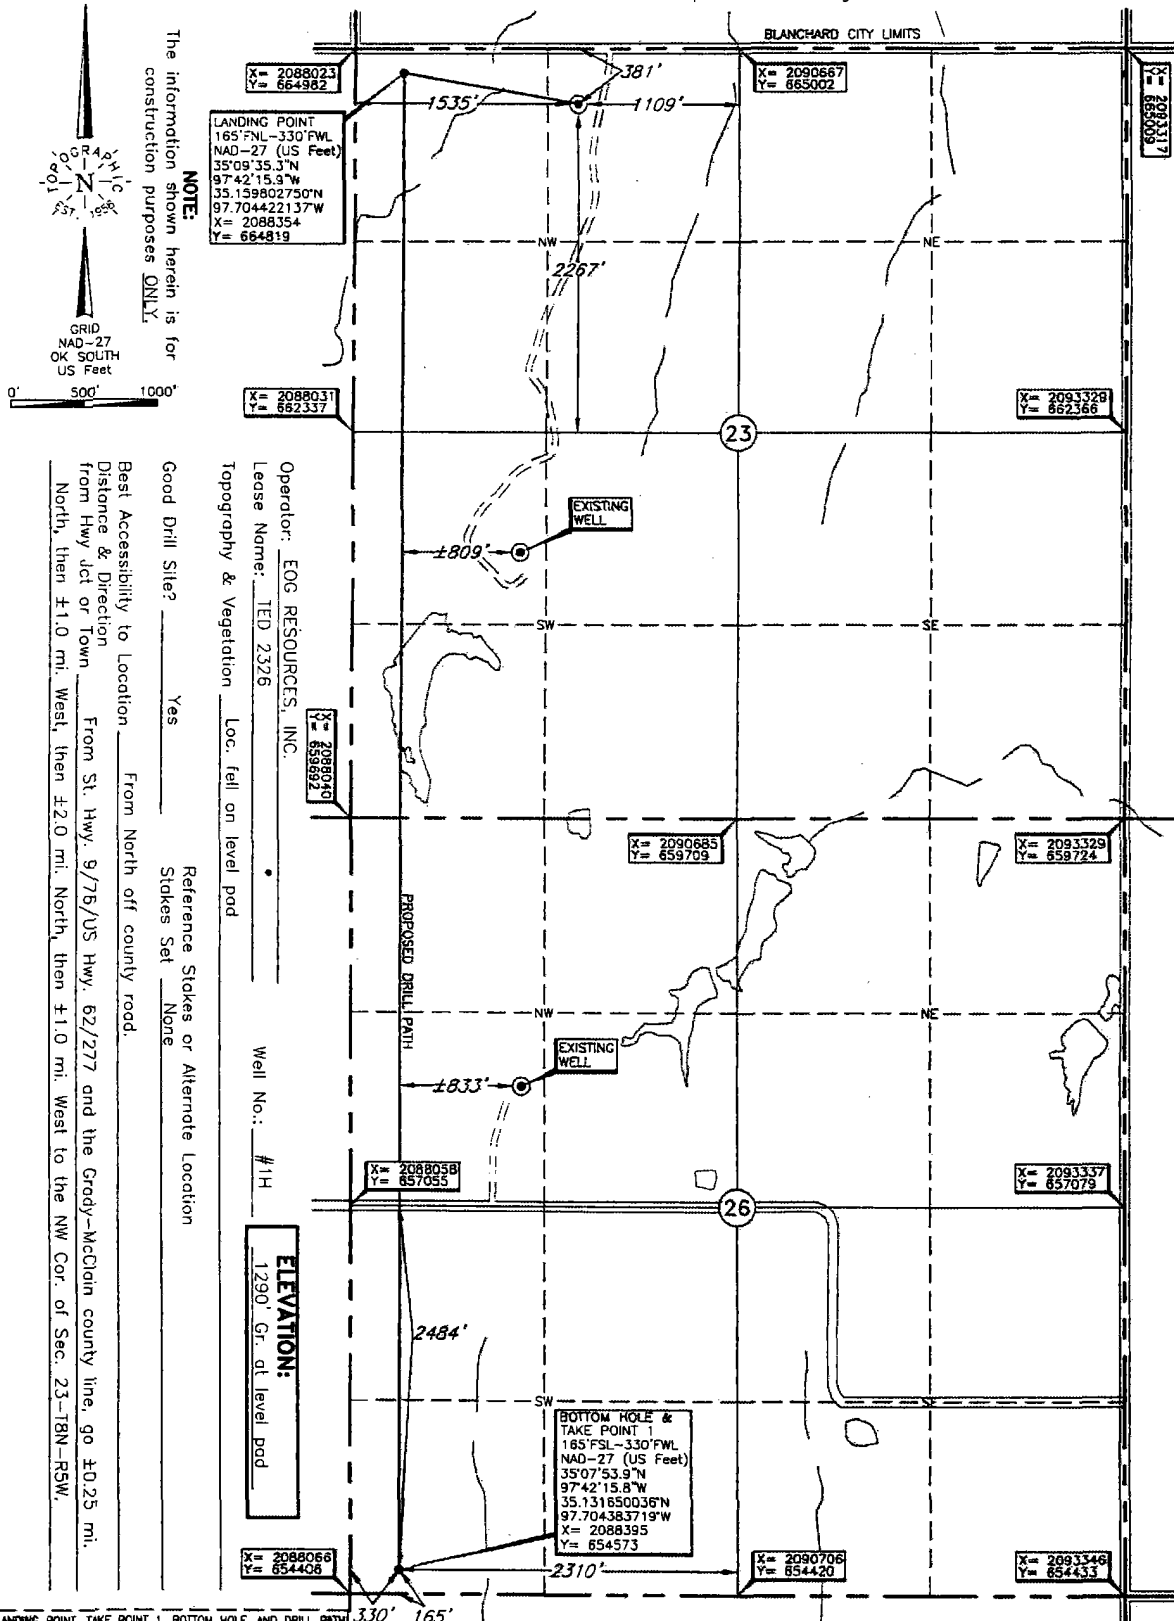 BLANCHARD CITY LIMITS
X= 2088023
Y= 664982
381'
X= 2090667
Y= 665002
X= 2093317
Y= 665009
1535'
1109'
LANDING POINT
165'FNL-330'FWL
NAD-27 (US Feet)
35°09'35.3"N
97°42'15.9"W
35.159802750°N
97.704422137°W
X= 2088354
Y= 664819
NW
NE
2267'
TOPOGRAPHIC
N
EST. 1956
GRID
NAD-27
OK SOUTH
US Feet
0' 500' 1000'
NOTE:
The information shown herein is for
construction purposes ONLY.
X= 2088031
Y= 662337
23
X= 2093329
Y= 662366
EXISTING
WELL
±809'
SW
SE
X= 2088040
Y= 659692
X= 2090685
Y= 659709
X= 2093329
Y= 659724
PROPOSED DRILL PATH
NW
NE
EXISTING
WELL
±833'
X= 2088058
Y= 657055
26
X= 2093337
Y= 657079
2484'
SW
BOTTOM HOLE &
TAKE POINT 1
165'FSL-330'FWL
NAD-27 (US Feet)
35°07'53.9"N
97°42'15.8"W
35.131650036°N
97.704383719°W
X= 2088395
Y= 654573
X= 2088066
Y= 654406
2310'
X= 2090706
Y= 654420
X= 2093346
Y= 654433
330' 165'
Operator: EOG RESOURCES, INC.
Lease Name: TED 2326 Well No.: #1H
ELEVATION:
1290' Gr. at level pad
Topography & Vegetation Loc. fell on level pad
Reference Stakes or Alternate Location
Good Drill Site? Yes Stakes Set None
Best Accessibility to Location From North off county road.
Distance & Direction
from Hwy Jct or Town From St. Hwy. 9/76/US Hwy. 62/277 and the Grady-McClain county line, go ±0.25 mi.
North, then ±1.0 mi. West, then ±2.0 mi. North, then ±1.0 mi. West to the NW Cor. of Sec. 23-T8N-R5W.
LANDING POINT, TAKE POINT 1, BOTTOM HOLE AND DRILL PATH